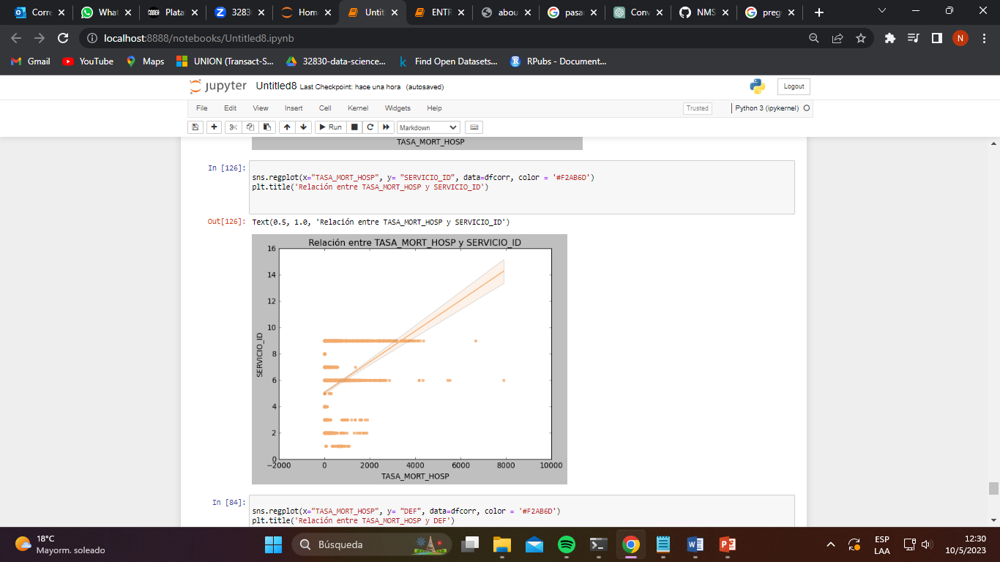 Corre
What
CODER
Plata
3283
Hom
Untit
ENTR
abou
pasa
Conv
NMS
preg
localhost:8888/notebooks/Untitled8.ipynb
N
Gmail
YouTube
Maps
UNION (Transact-S...
32830-data-science...
Find Open Datasets...
RPubs - Document...
jupyter Untitled8 Last Checkpoint: hace una hora (autosaved)
Logout
File Edit View Insert Cell Kernel Widgets Help
Trusted
Python 3 (ipykernel)
Run
Markdown
TASA_MORT_HOSP
In [126]:
sns.regplot(x="TASA_MORT_HOSP", y= "SERVICIO_ID", data=dfcorr, color = '#F2AB6D')
plt.title('Relación entre TASA_MORT_HOSP y SERVICIO_ID')
Out[126]: Text(0.5, 1.0, 'Relación entre TASA_MORT_HOSP y SERVICIO_ID')
Relación entre TASA_MORT_HOSP y SERVICIO_ID
16
14
12
10
8
6
4
2
0
SERVICIO_ID
−2000 0 2000 4000 6000 8000 10000
TASA_MORT_HOSP
In [84]:
sns.regplot(x="TASA_MORT_HOSP", y= "DEF", data=dfcorr, color = '#F2AB6D')
plt.title('Relación entre TASA_MORT_HOSP y DEF')
18°C
Mayorm. soleado
Búsqueda
ESP
LAA
12:30
10/5/2023